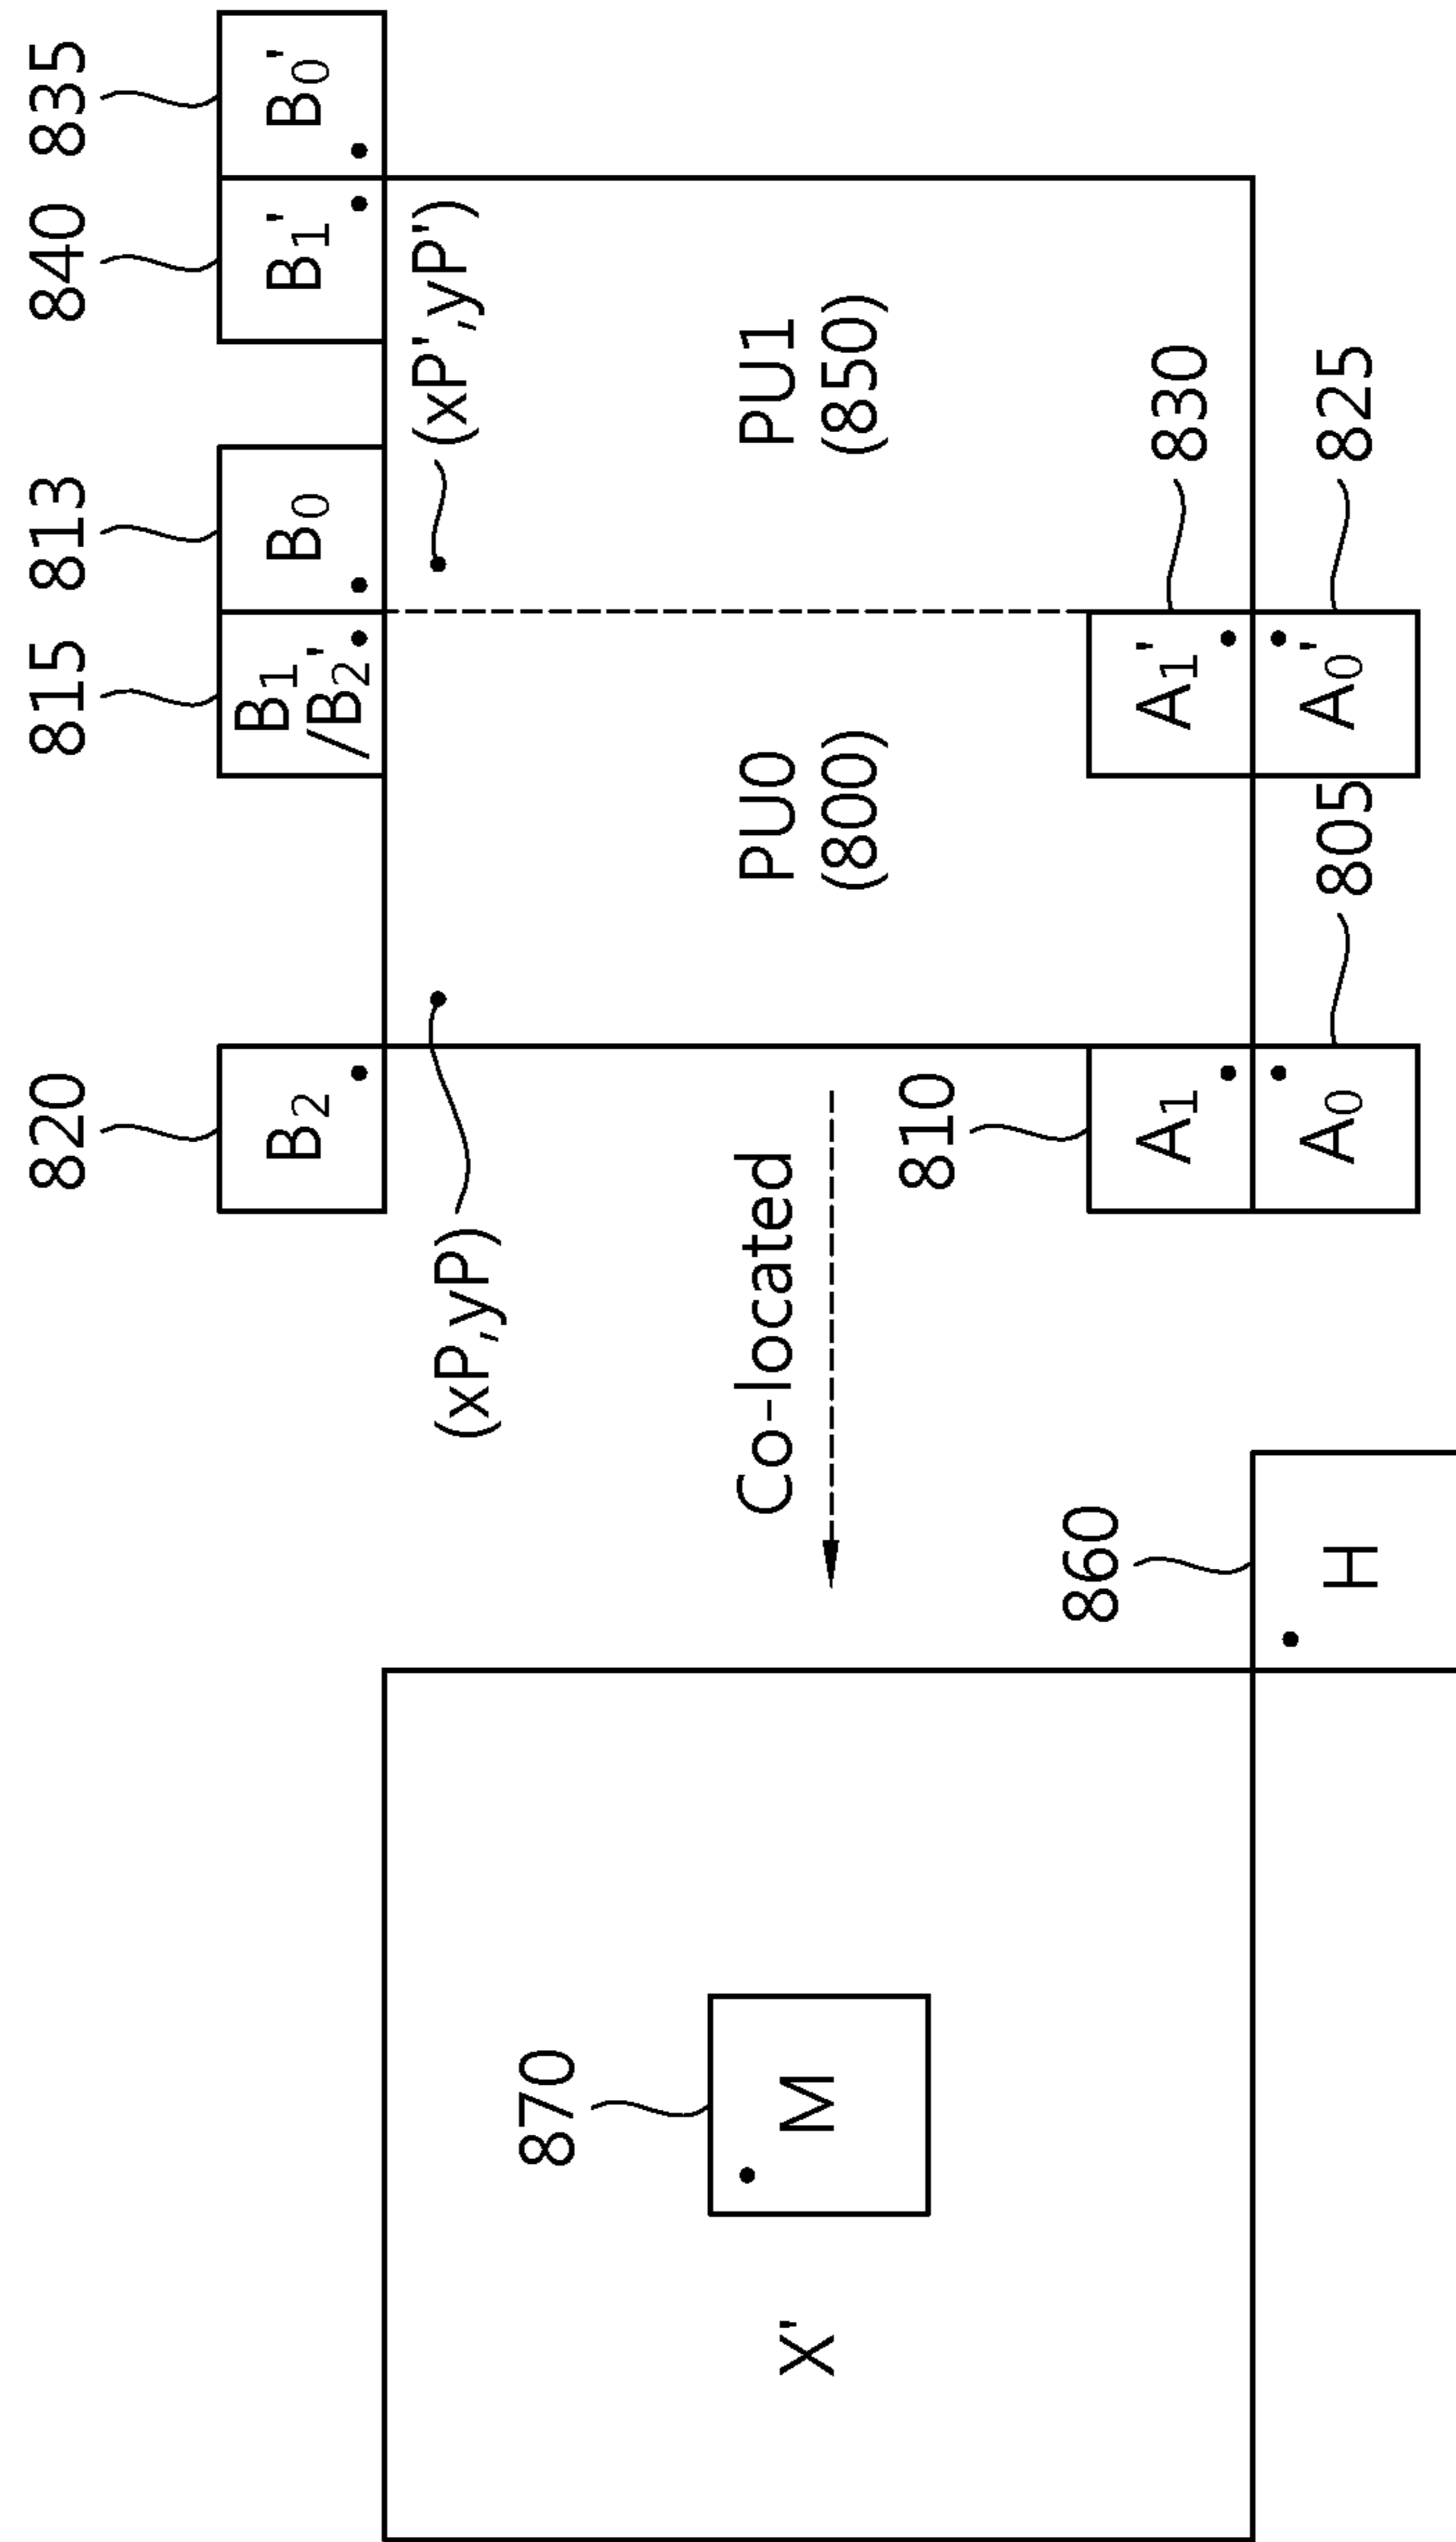 820
815
813
840
835
B₂
B₁
/B₂'
B₀
B₁'
B₀'
(xP,yP)
(xP',yP')
870
X'
M
Co-located
PU0
(800)
PU1
(850)
810
860
A₁
A₁'
830
H
A₀
805
A₀'
825